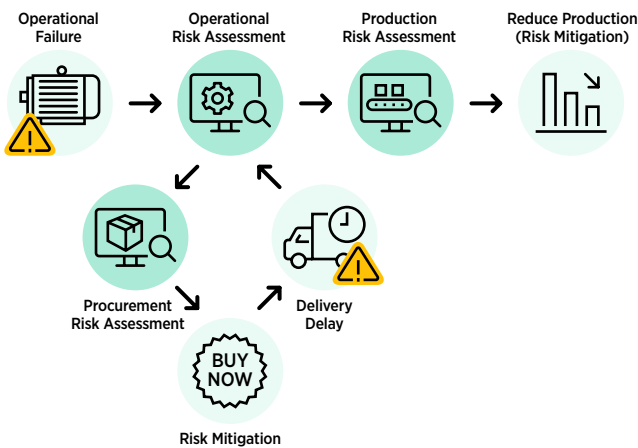 Operational
Failure
Operational
Risk Assessment
Production
Risk Assessment
Reduce Production
(Risk Mitigation)
Procurement
Risk Assessment
Delivery
Delay
BUY
NOW
Risk Mitigation